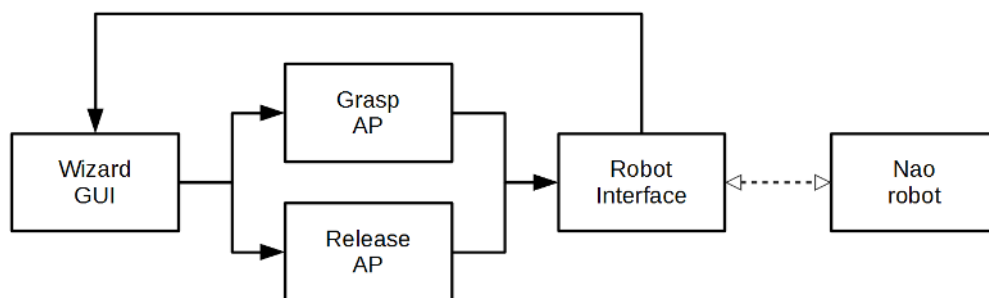 Wizard
GUI
Grasp
AP
Release
AP
Robot
Interface
Nao
robot